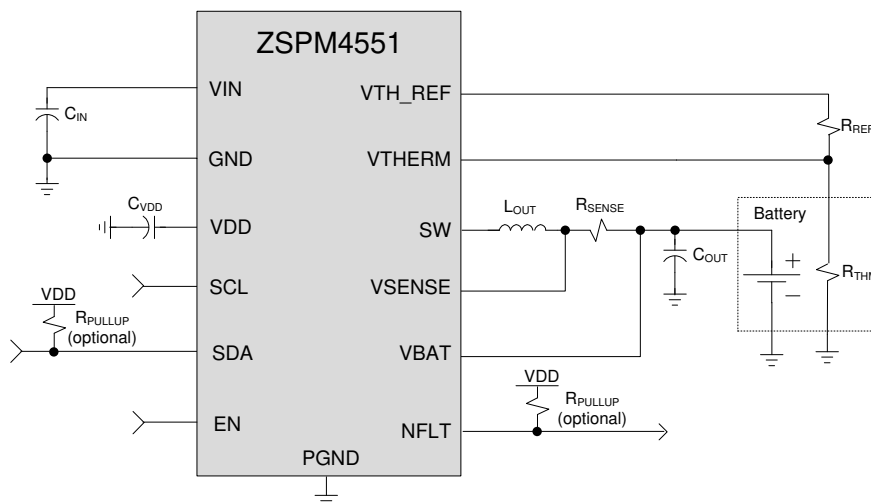 ZSPM4551
VIN
VTH_REF
C_IN
R_REF
GND
VTHERM
C_VDD
L_OUT
R_SENSE
Battery
VDD
SW
C_OUT
+
SCL
VSENSE
R_THM
−
VDD
R_PULLUP
(optional)
SDA
VBAT
VDD
R_PULLUP
(optional)
EN
NFLT
PGND